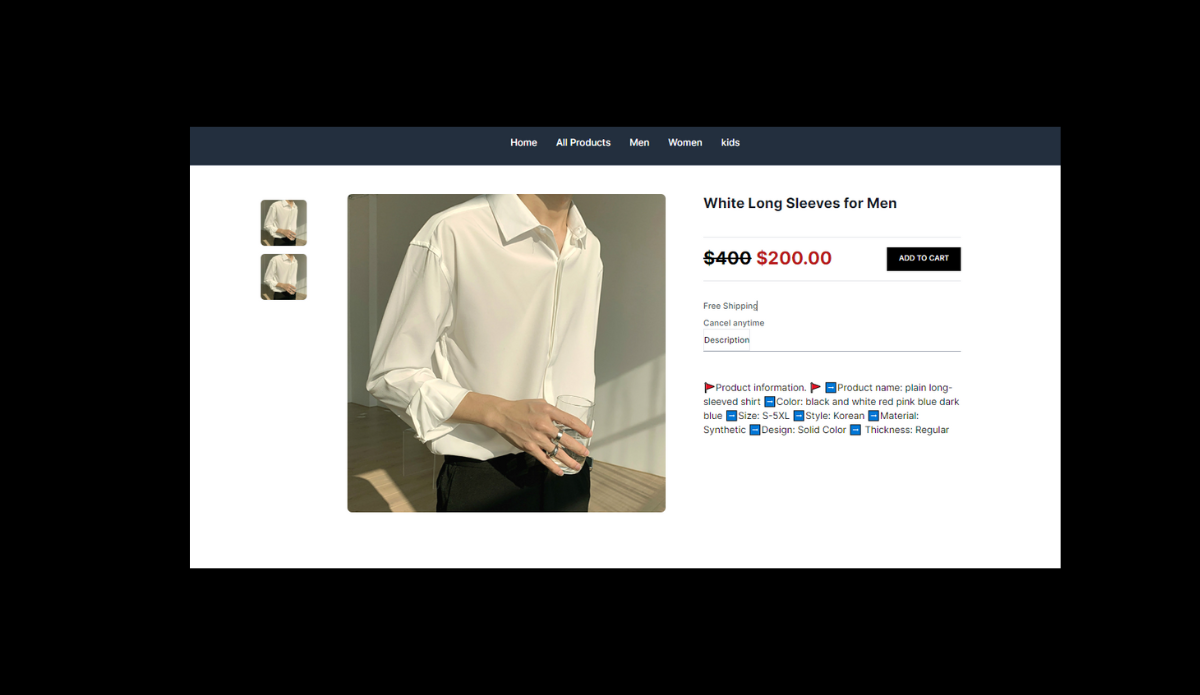 Home All Products Men Women kids
White Long Sleeves for Men
$400 $200.00 ADD TO CART
Free Shipping
Cancel anytime
Description
🚩Product information. 🚩 ➡️Product name: plain long-
sleeved shirt ➡️Color: black and white red pink blue dark
blue ➡️Size: S-5XL ➡️Style: Korean ➡️Material:
Synthetic ➡️Design: Solid Color ➡️ Thickness: Regular